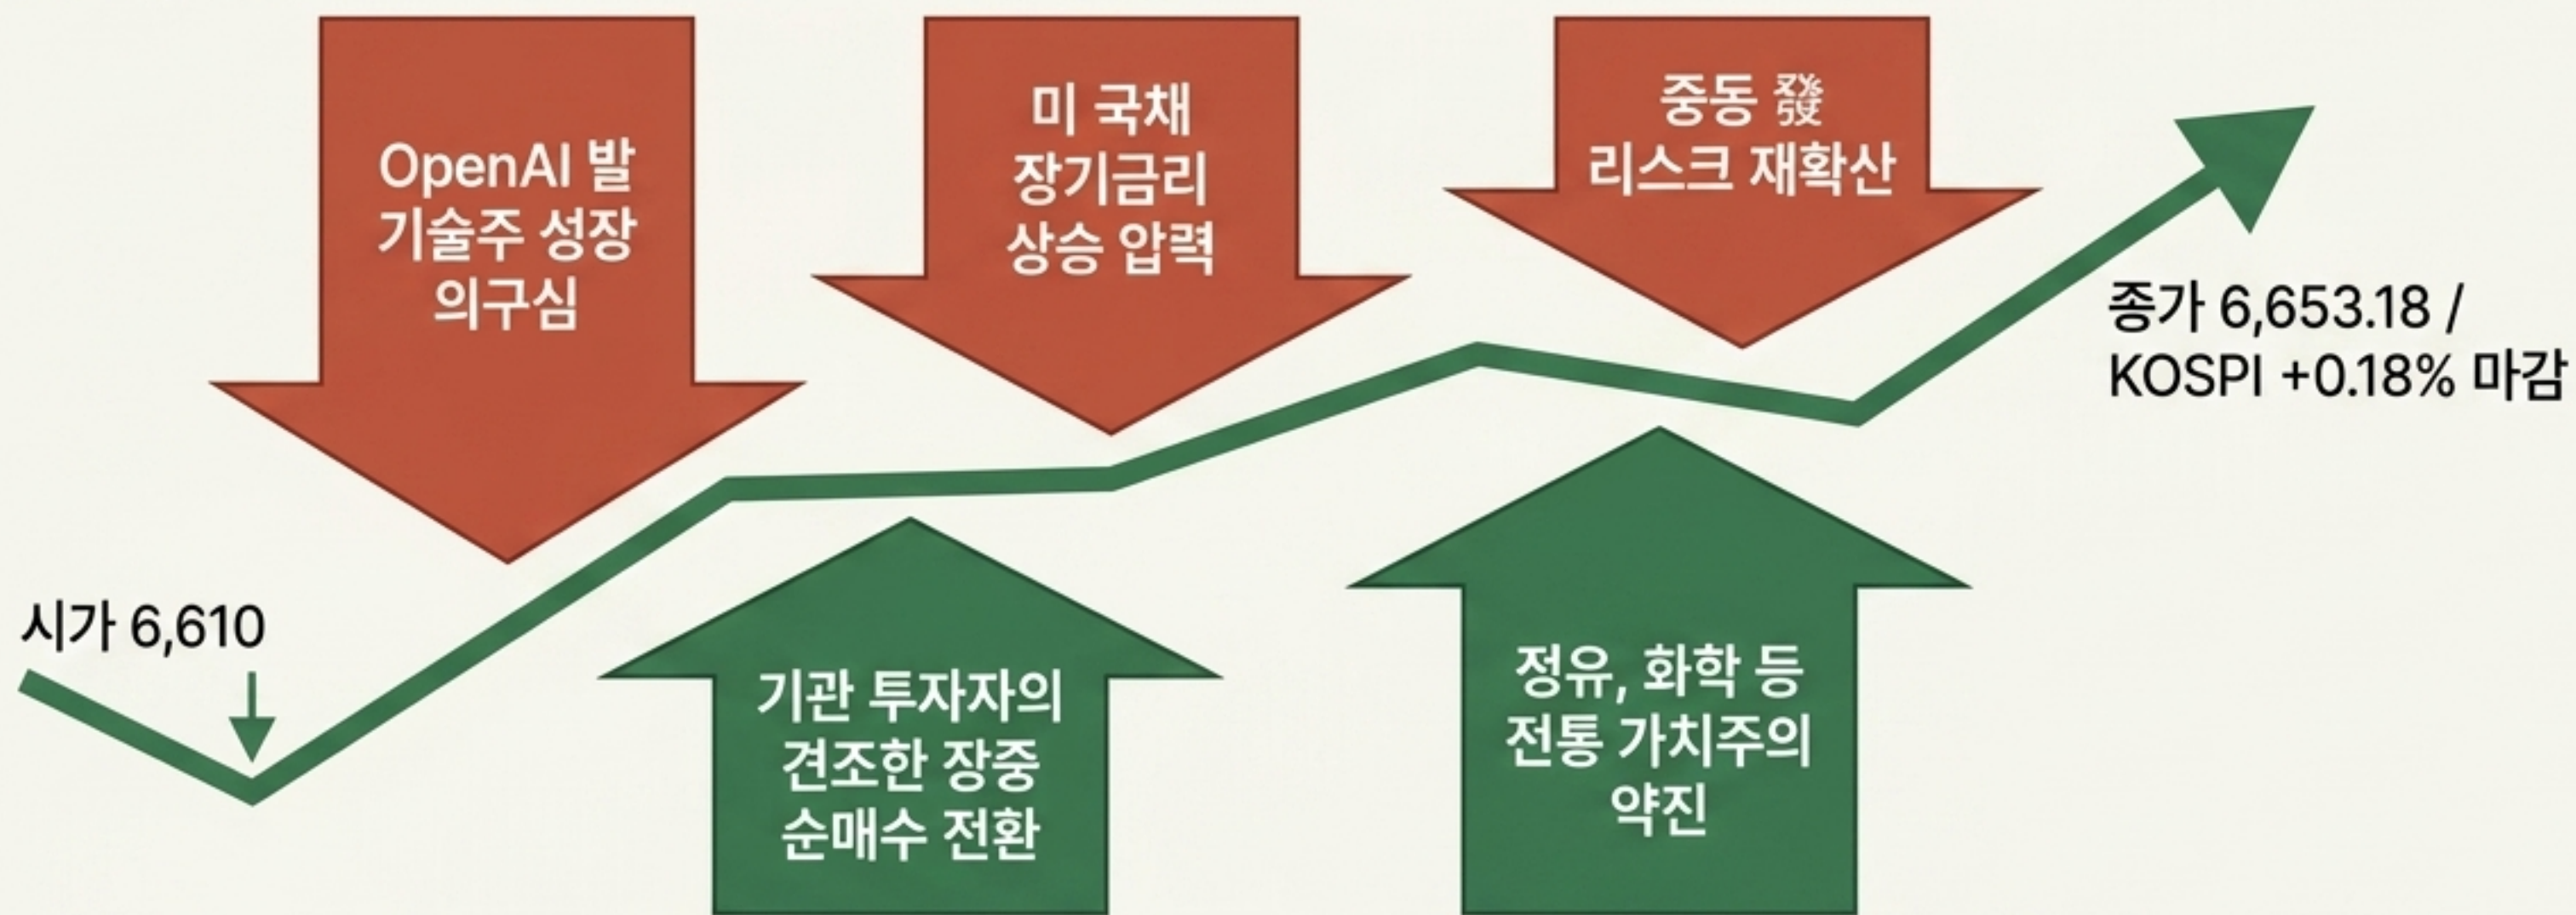 OpenAI 발
기술주 성장
의구심
미 국채
장기금리
상승 압력
중동 發
리스크 재확산
종가 6,653.18 /
KOSPI +0.18% 마감
시가 6,610
기관 투자자의
견조한 장중
순매수 전환
정유, 화학 등
전통 가치주의
약진